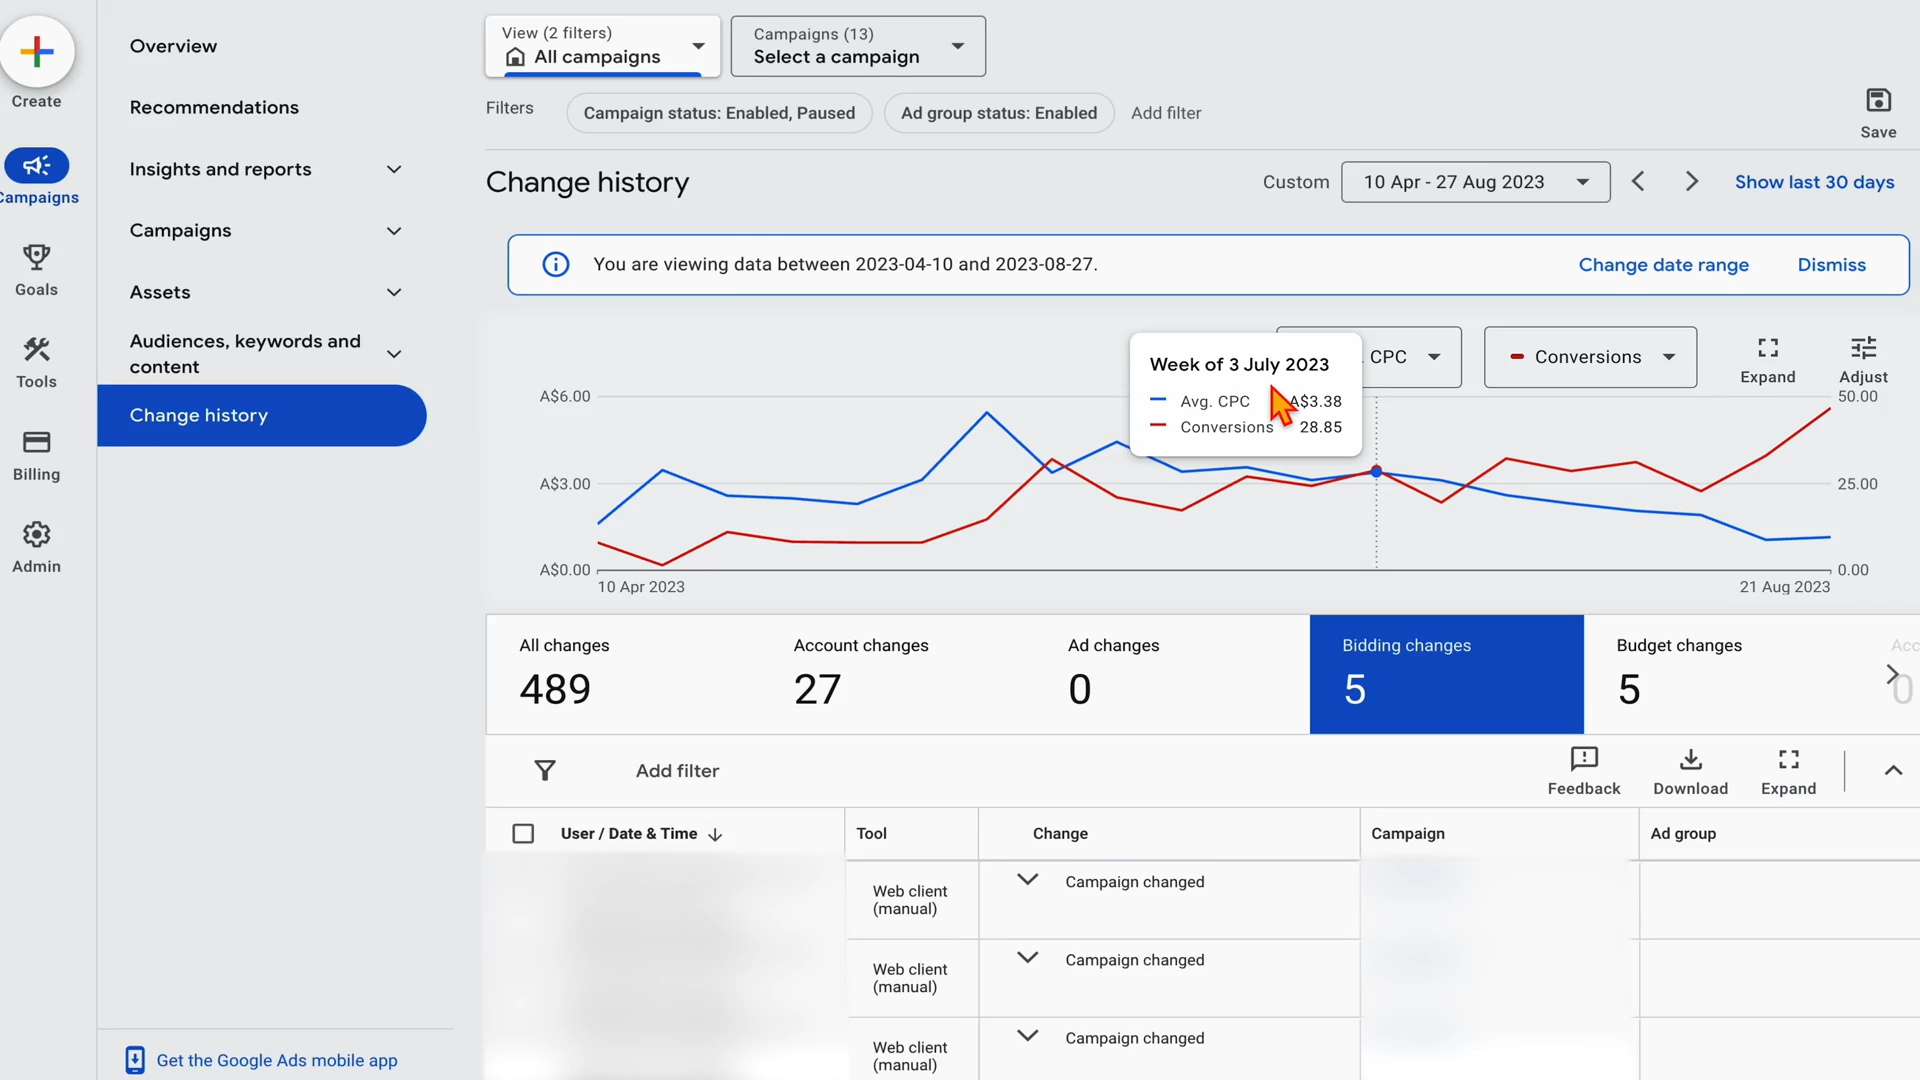 Create
Campaigns
Goals
Tools
Billing
Admin
Overview
Recommendations
Insights and reports
Campaigns
Assets
Audiences, keywords and
content
Change history
Get the Google Ads mobile app
View (2 filters)
All campaigns
Campaigns (13)
Select a campaign
Filters
Campaign status: Enabled, Paused
Ad group status: Enabled
Add filter
Save
Change history
Custom
10 Apr - 27 Aug 2023
Show last 30 days
You are viewing data between 2023-04-10 and 2023-08-27.
Change date range
Dismiss
Week of 3 July 2023
Avg. CPC A$3.38
Conversions 28.85
CPC
Conversions
Expand
Adjust
A$6.00
A$3.00
A$0.00
50.00
25.00
0.00
10 Apr 2023
21 Aug 2023
All changes
489
Account changes
27
Ad changes
0
Bidding changes
5
Budget changes
5
Acc
0
Add filter
Feedback
Download
Expand
User / Date & Time
Tool
Change
Campaign
Ad group
Web client
(manual)
Campaign changed
Web client
(manual)
Campaign changed
Web client
(manual)
Campaign changed